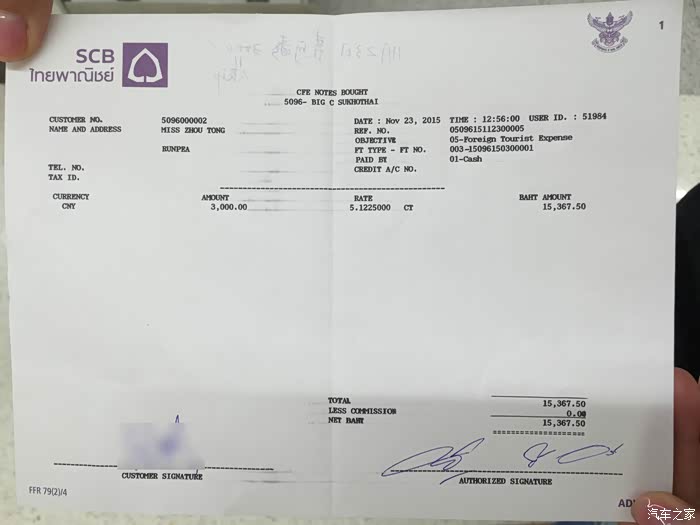 SCB
ไทยพาณิชย์
1
CFE NOTES BOUGHT
5096- BIG C SUKHOTHAI
CUSTOMER NO. 5096000002 DATE : Nov 23, 2015 TIME : 12:56:00 USER ID. : 51984
NAME AND ADDRESS MISS ZHOU TONG REF. NO. 0509615112300005
OBJECTIVE 05-Foreign Tourist Expense
RUNPEA FT TYPE - FT NO. 003-15096150300001
PAID BY 01-Cash
TEL. NO. CREDIT A/C NO.
TAX ID.
CURRENCY AMOUNT RATE BAHT AMOUNT
CNY 3,000.00 5.1225000 CT 15,367.50
TOTAL 15,367.50
LESS COMMISSION 0.00
NET BAHT 15,367.50
CUSTOMER SIGNATURE AUTHORIZED SIGNATURE
FFR 79(2)/4
汽车之家